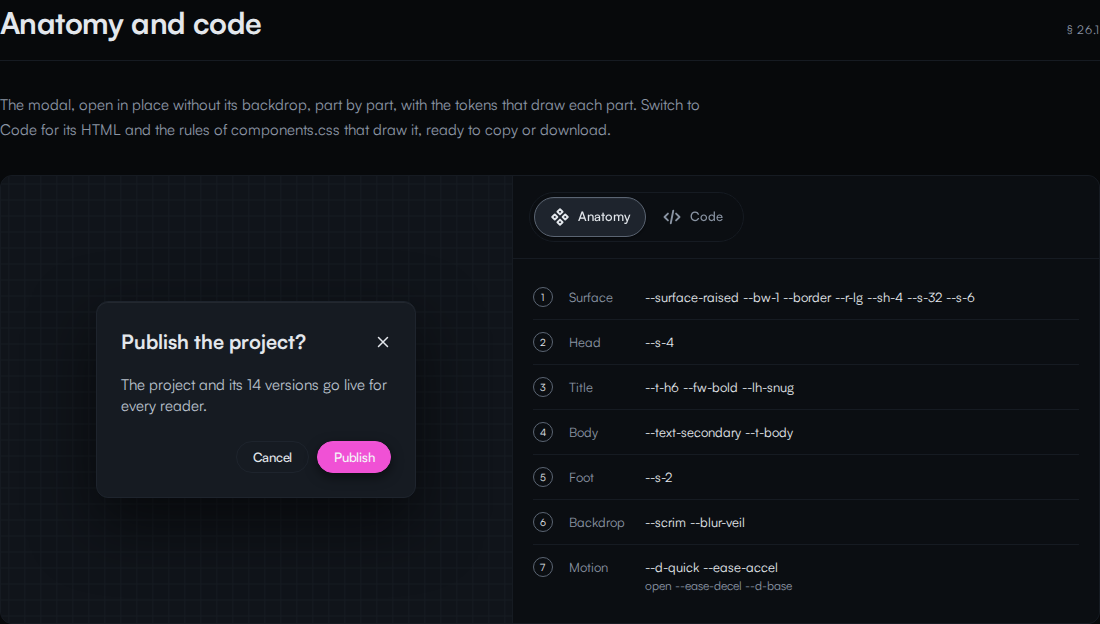 Anatomy and code
§ 26.1
The modal, open in place without its backdrop, part by part, with the tokens that draw each part. Switch to
Code for its HTML and the rules of components.css that draw it, ready to copy or download.
Publish the project?
The project and its 14 versions go live for
every reader.
Cancel
Publish
Anatomy
Code
1 Surface --surface-raised --bw-1 --border --r-lg --sh-4 --s-32 --s-6
2 Head --s-4
3 Title --t-h6 --fw-bold --lh-snug
4 Body --text-secondary --t-body
5 Foot --s-2
6 Backdrop --scrim --blur-veil
7 Motion --d-quick --ease-accel
open --ease-decel --d-base